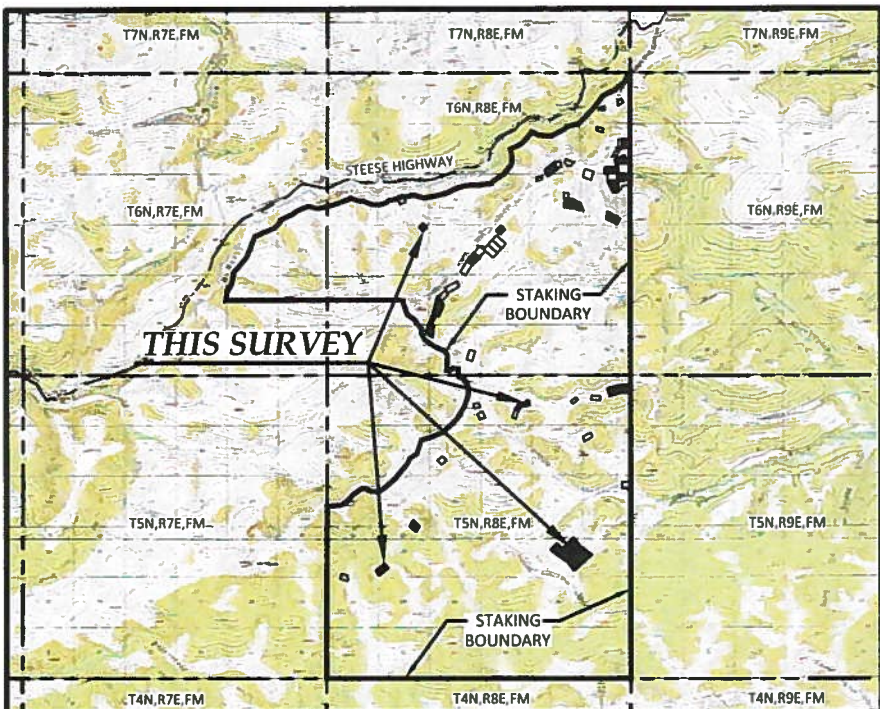 T7N,R7E,FM
T7N,R8E,FM
T7N,R9E,FM
T6N,R8E,FM
STEESE HIGHWAY
T6N,R7E,FM
T6N,R9E,FM
STAKING
BOUNDARY
THIS SURVEY
T5N,R7E,FM
T5N,R8E,FM
T5N,R9E,FM
STAKING
BOUNDARY
T4N,R7E,FM
T4N,R8E,FM
T4N,R9E,FM